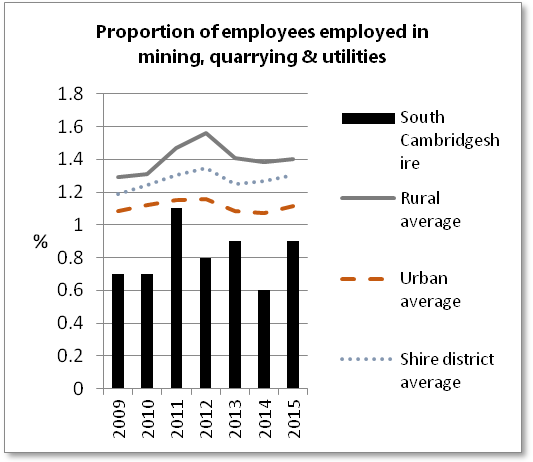 Proportion of employees employed in
mining, quarrying & utilities
1.8
1.6
1.4
1.2
1
0.8
0.6
0.4
0.2
0
%
2009
2010
2011
2012
2013
2014
2015
South
Cambridgesh
ire
Rural
average
Urban
average
Shire district
average